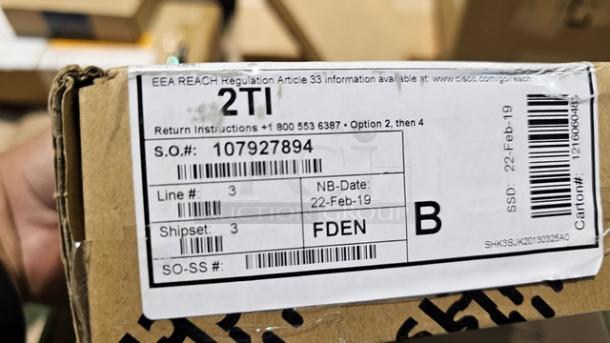 EEA REACH Regulation Article 33 information available at: www.cisco.com/go/reach
2TI
Return Instructions +1 800 553 6387 • Option 2, then 4
S.O.#: 107927894
Line #: 3
NB-Date:
22-Feb-19
Shipset: 3
FDEN
B
SO-SS #:
SSD: 22-Feb-19
Carton#:
SHK3SJK20130325A0